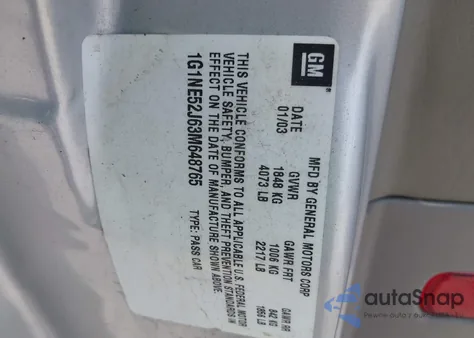 GM
MFD BY GENERAL MOTORS CORP
DATE GVWR GAWR FRT GAWR RR
01/03 1848 KG 1006 KG 842 KG
4073 LB 2217 LB 1856 LB
THIS VEHICLE CONFORMS TO ALL APPLICABLE U.S. FEDERAL MOTOR
VEHICLE SAFETY, BUMPER, AND THEFT PREVENTION STANDARDS IN
EFFECT ON THE DATE OF MANUFACTURE SHOWN ABOVE.
1G1NE52J63M648765 TYPE: PASS CAR
autoSnap